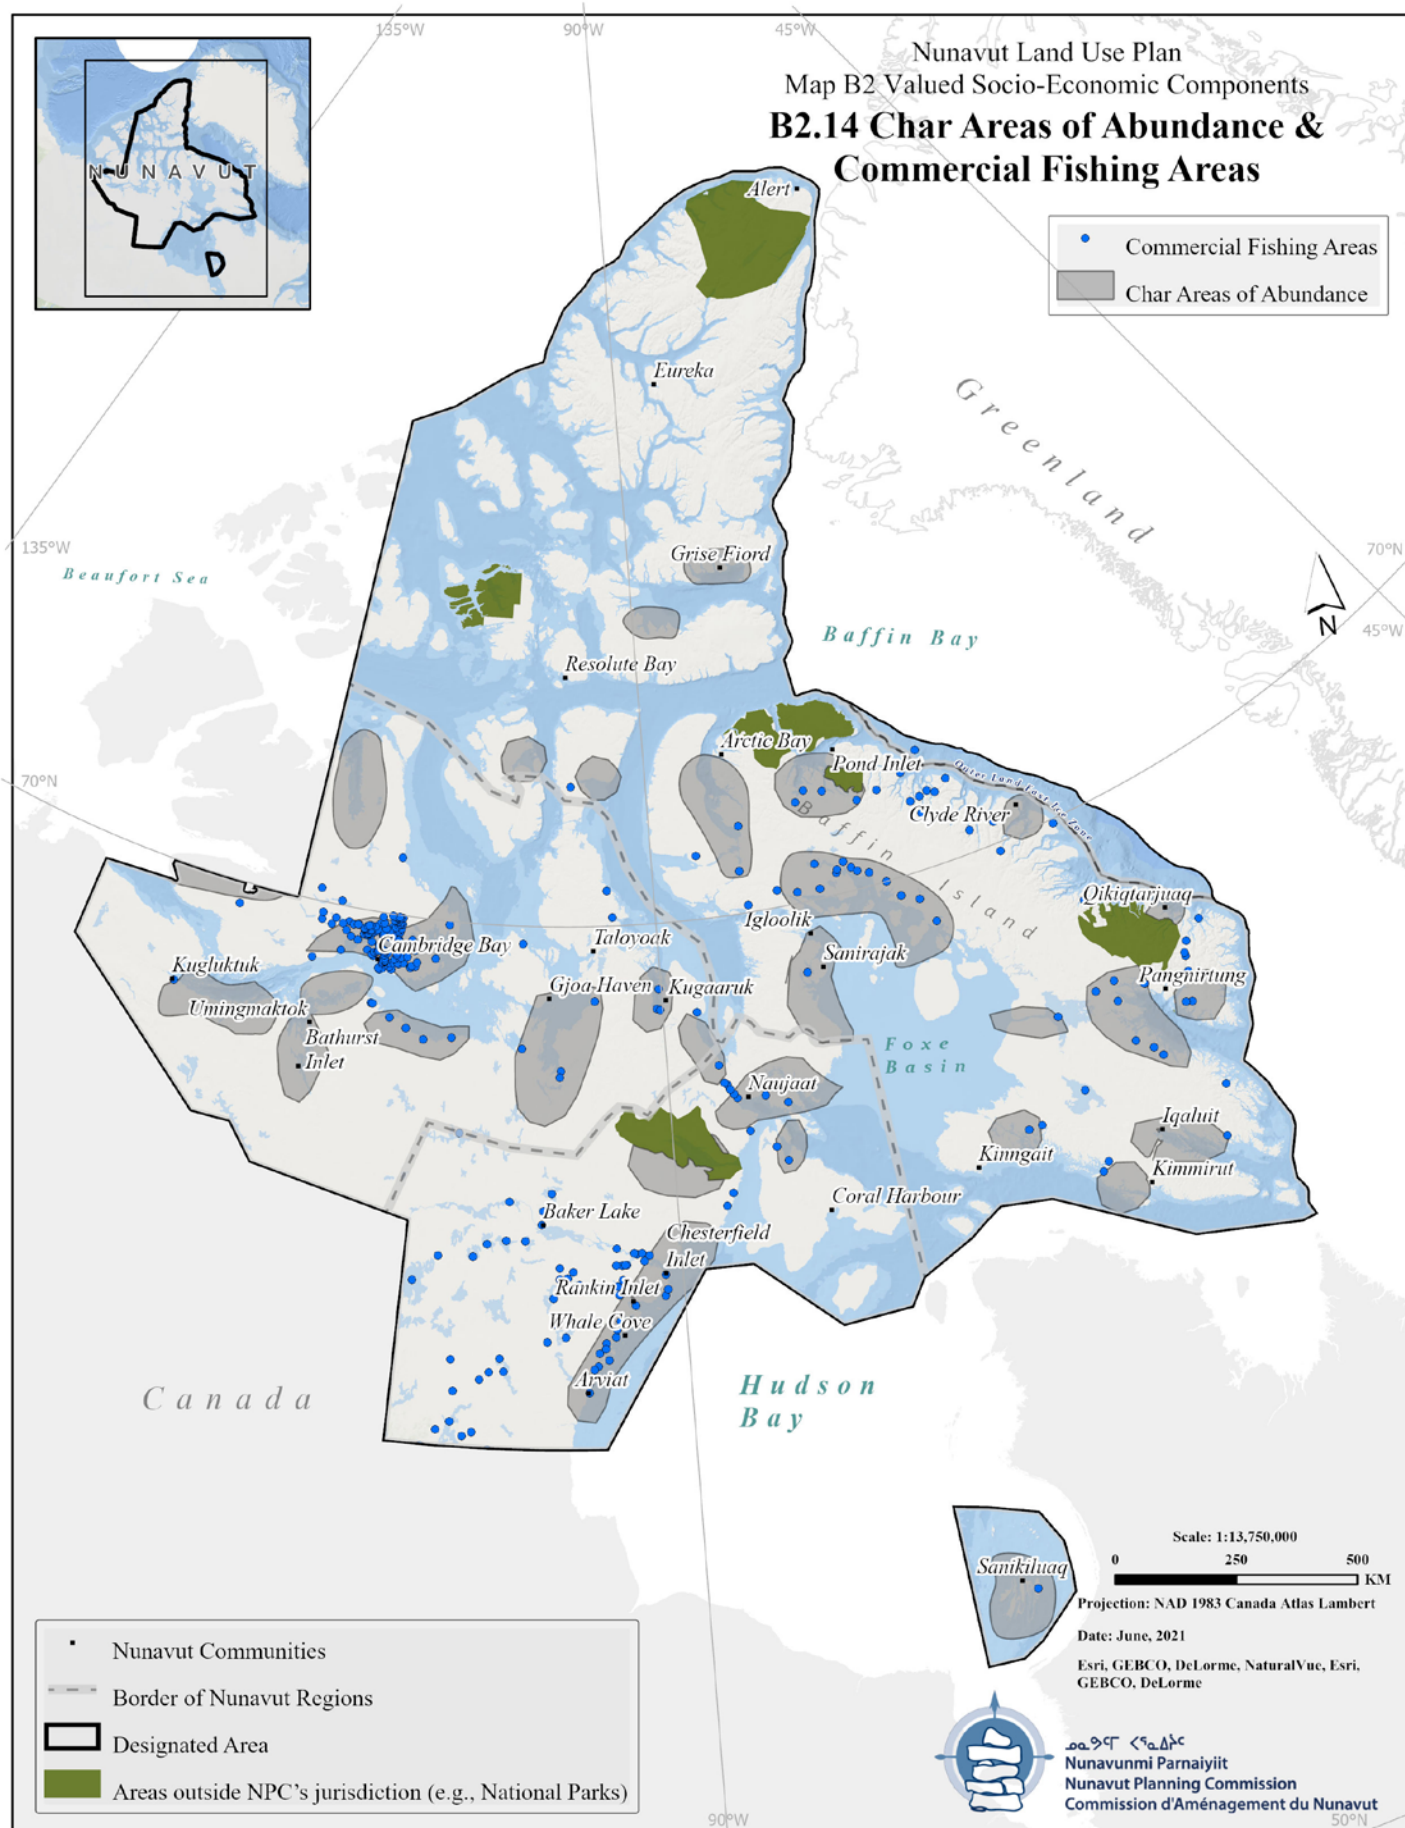 135°W
90°W
45°W
Nunavut Land Use Plan
Map B2 Valued Socio-Economic Components
B2.14 Char Areas of Abundance &
Commercial Fishing Areas
NUNAVUT
Commercial Fishing Areas
Char Areas of Abundance
Alert
Eureka
Greenland
135°W
70°N
Beaufort Sea
Grise Fiord
45°W
N
Baffin Bay
Resolute Bay
Arctic Bay
Pond Inlet
Outer Land Fast Ice Zone
70°N
Clyde River
Baffin
Island
Qikiqtarjuaq
Igloolik
Cambridge Bay
Taloyoak
Sanirajak
Kugluktuk
Gjoa Haven
Kugaaruk
Pangnirtung
Umingmaktok
Bathurst
Inlet
Foxe
Basin
Naujaat
Iqaluit
Kinngait
Kimmirut
Coral Harbour
Baker Lake
Chesterfield
Inlet
Rankin Inlet
Whale Cove
Arviat
Canada
Hudson
Bay
Sanikiluaq
Scale: 1:13,750,000
0 250 500
KM
Projection: NAD 1983 Canada Atlas Lambert
Date: June, 2021
Esri, GEBCO, DeLorme, NaturalVue, Esri,
GEBCO, DeLorme
Nunavut Communities
Border of Nunavut Regions
Designated Area
Areas outside NPC's jurisdiction (e.g., National Parks)
ᓄᓇᕗᒻᒥ ᐸᕐᓇᐃᔨᑦ
Nunavunmi Parnaiyiit
Nunavut Planning Commission
Commission d'Aménagement du Nunavut
90°W
50°N